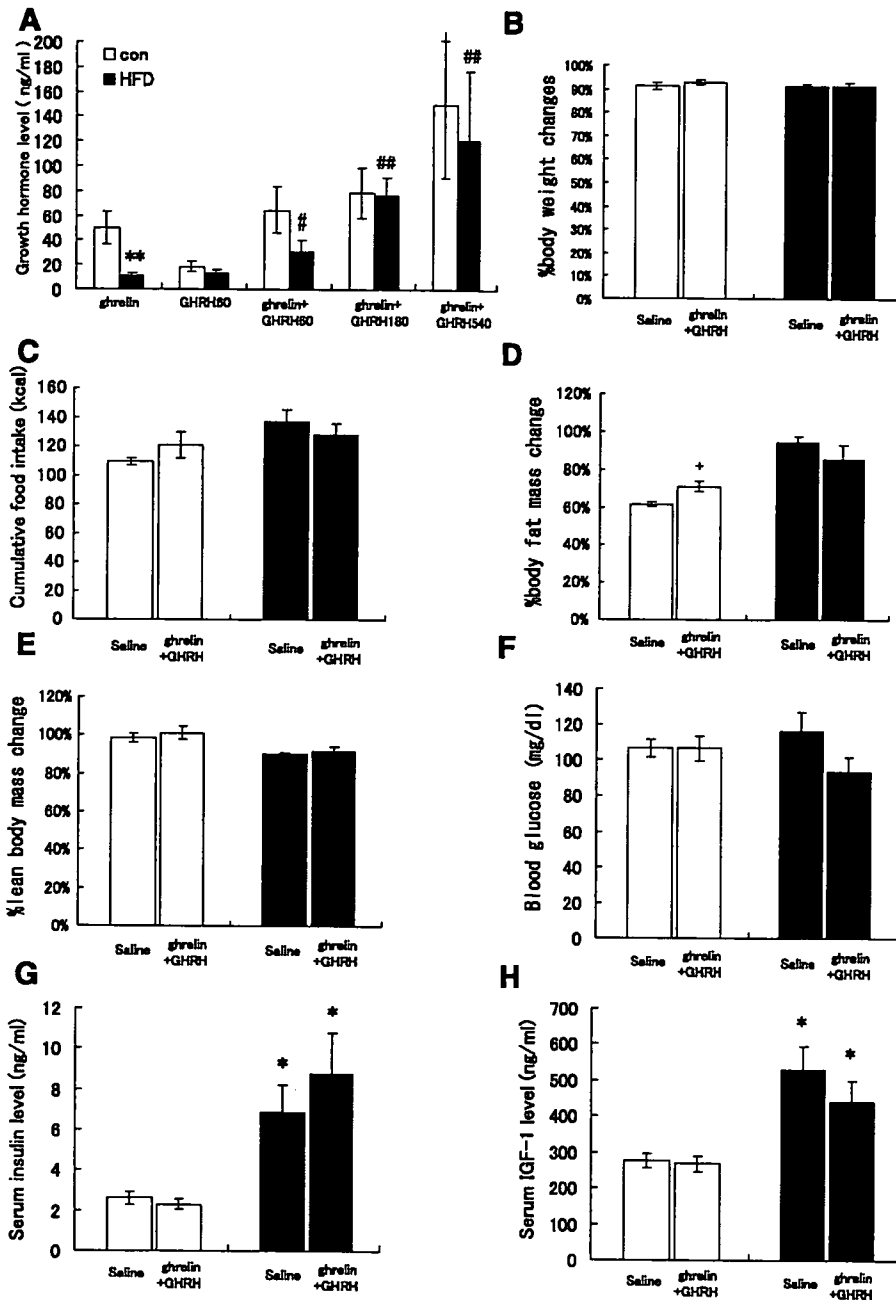 A
Growth hormone level ( ng/ml )
200
180
160
140
120
100
80
60
40
20
0
con
HFD
**
#
#
##
##
ghrelin
GHRH60
ghrelin+
GHRH60
ghrelin+
GHRH180
ghrelin+
GHRH540
B
%body weight changes
100%
90%
80%
70%
60%
50%
40%
30%
20%
10%
0%
Saline
ghrelin
+GHRH
Saline
ghrelin
+GHRH
C
Cumulative food intake (kcal)
160
140
120
100
80
60
40
20
0
Saline
ghrelin
+GHRH
Saline
ghrelin
+GHRH
D
%body fat mass change
120%
100%
80%
60%
40%
20%
0%
+
Saline
ghrelin
+GHRH
Saline
ghrelin
+GHRH
E
%lean body mass change
120%
100%
80%
60%
40%
20%
0%
Saline
ghrelin
+GHRH
Saline
ghrelin
+GHRH
F
Blood glucose (mg/dl)
140
120
100
80
60
40
20
0
Saline
ghrelin
+GHRH
Saline
ghrelin
+GHRH
G
Serum insulin level (ng/ml)
12
10
8
6
4
2
0
*
*
Saline
ghrelin
+GHRH
Saline
ghrelin
+GHRH
H
Serum IGF-1 level (ng/ml)
700
600
500
400
300
200
100
0
*
*
Saline
ghrelin
+GHRH
Saline
ghrelin
+GHRH